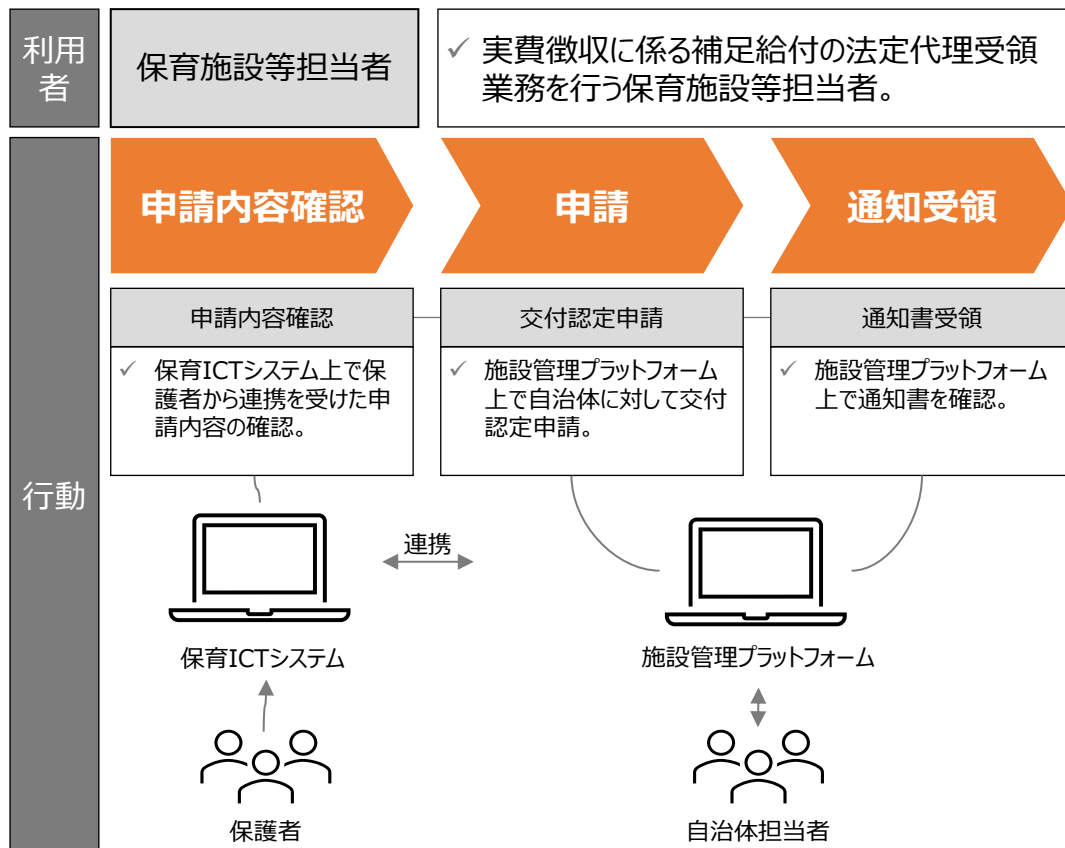 利用
者
保育施設等担当者
✓ 実費徴収に係る補足給付の法定代理受領
業務を行う保育施設等担当者。
行動
申請内容確認
申請
通知受領
申請内容確認
✓ 保育ICTシステム上で保
護者から連携を受けた申
請内容の確認。
交付認定申請
✓ 施設管理プラットフォーム
上で自治体に対して交付
認定申請。
通知書受領
✓ 施設管理プラットフォーム
上で通知書を確認。
連携
保育ICTシステム
施設管理プラットフォーム
保護者
自治体担当者